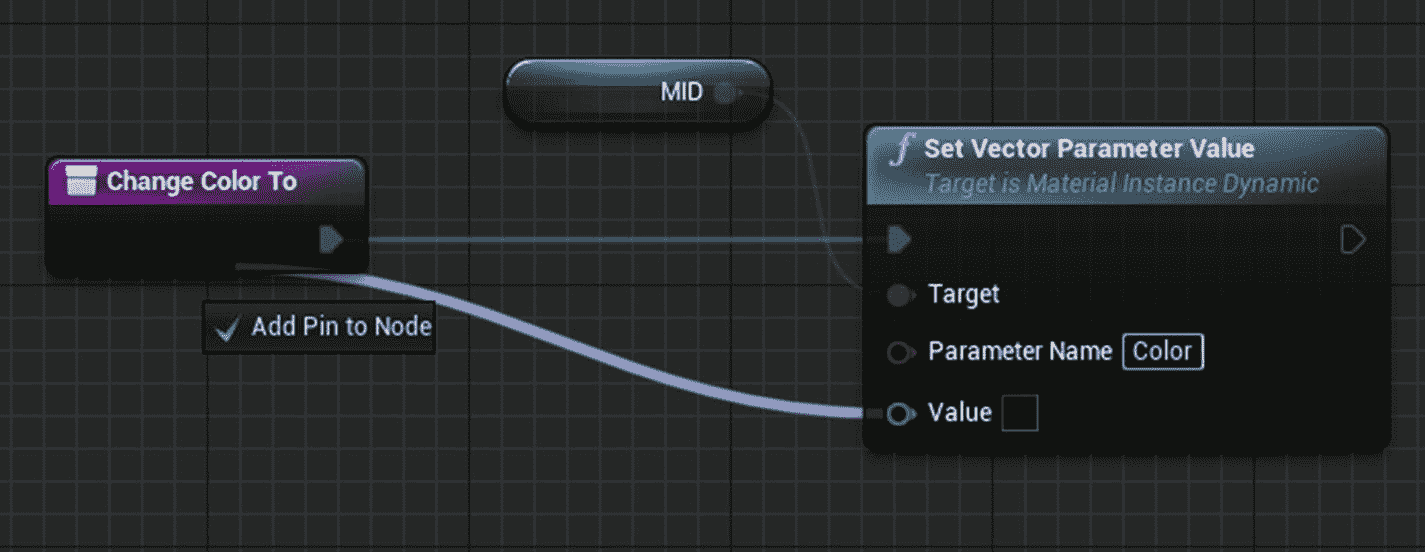 MID
Change Color To
Add Pin to Node
f Set Vector Parameter Value
Target is Material Instance Dynamic
Target
Parameter Name Color
Value